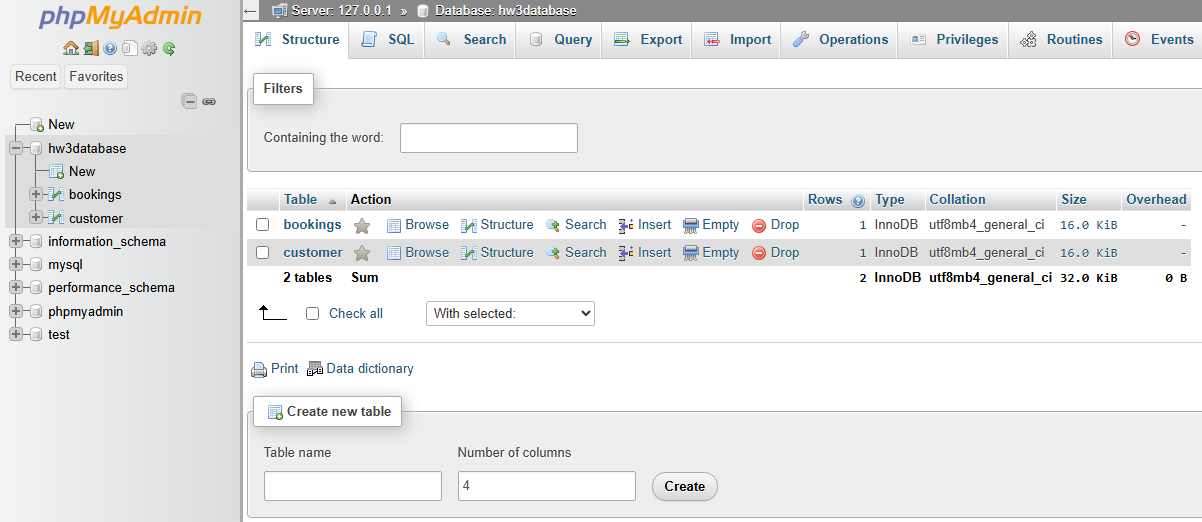 phpMyAdmin
Recent Favorites
New
hw3database
New
bookings
customer
information_schema
mysql
performance_schema
phpmyadmin
test
Server: 127.0.0.1 » Database: hw3database
Structure SQL Search Query Export Import Operations Privileges Routines Events
Filters
Containing the word:
Table Action Rows Type Collation Size Overhead
bookings Browse Structure Search Insert Empty Drop 1 InnoDB utf8mb4_general_ci 16.0 KiB -
customer Browse Structure Search Insert Empty Drop 1 InnoDB utf8mb4_general_ci 16.0 KiB -
2 tables Sum 2 InnoDB utf8mb4_general_ci 32.0 KiB 0 B
Check all With selected:
Print Data dictionary
Create new table
Table name Number of columns
4 Create